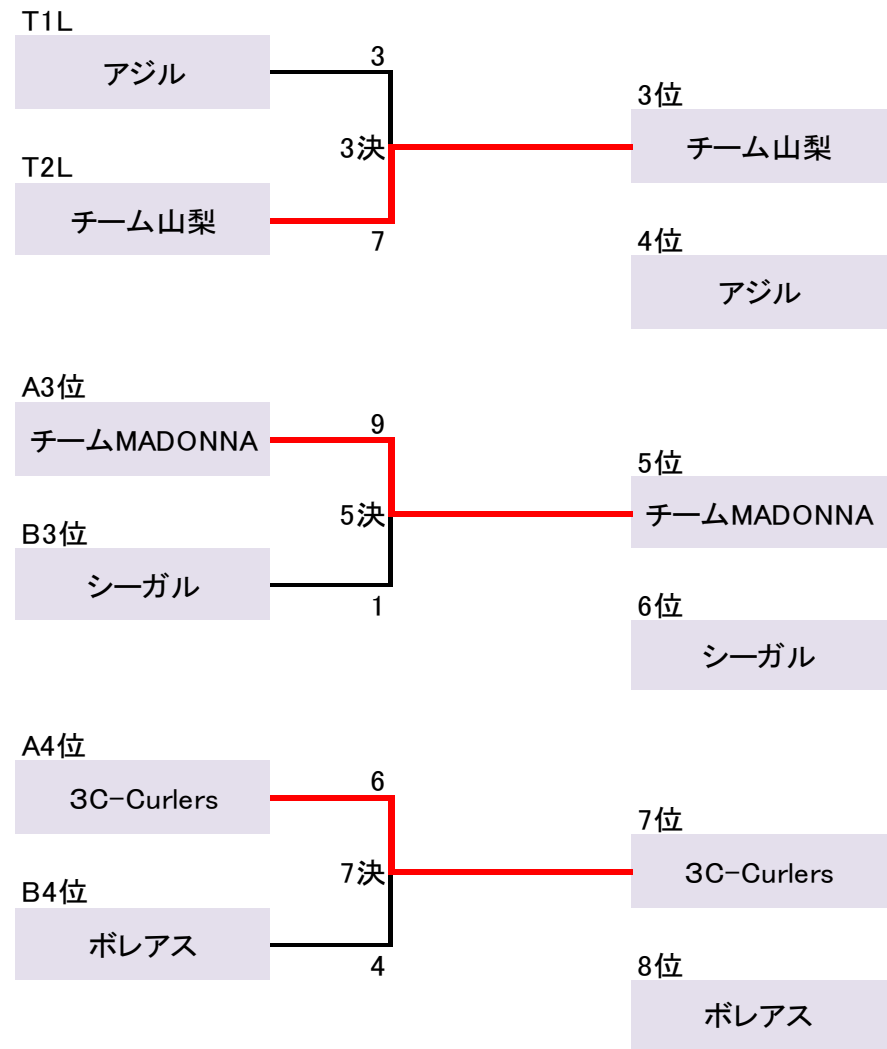 T1L
アジル
3
3決
T2L
チーム山梨
7
3位
チーム山梨
4位
アジル
A3位
チームMADONNA
9
5決
B3位
シーガル
1
5位
チームMADONNA
6位
シーガル
A4位
3C-Curlers
6
7決
B4位
ボレアス
4
7位
3C-Curlers
8位
ボレアス